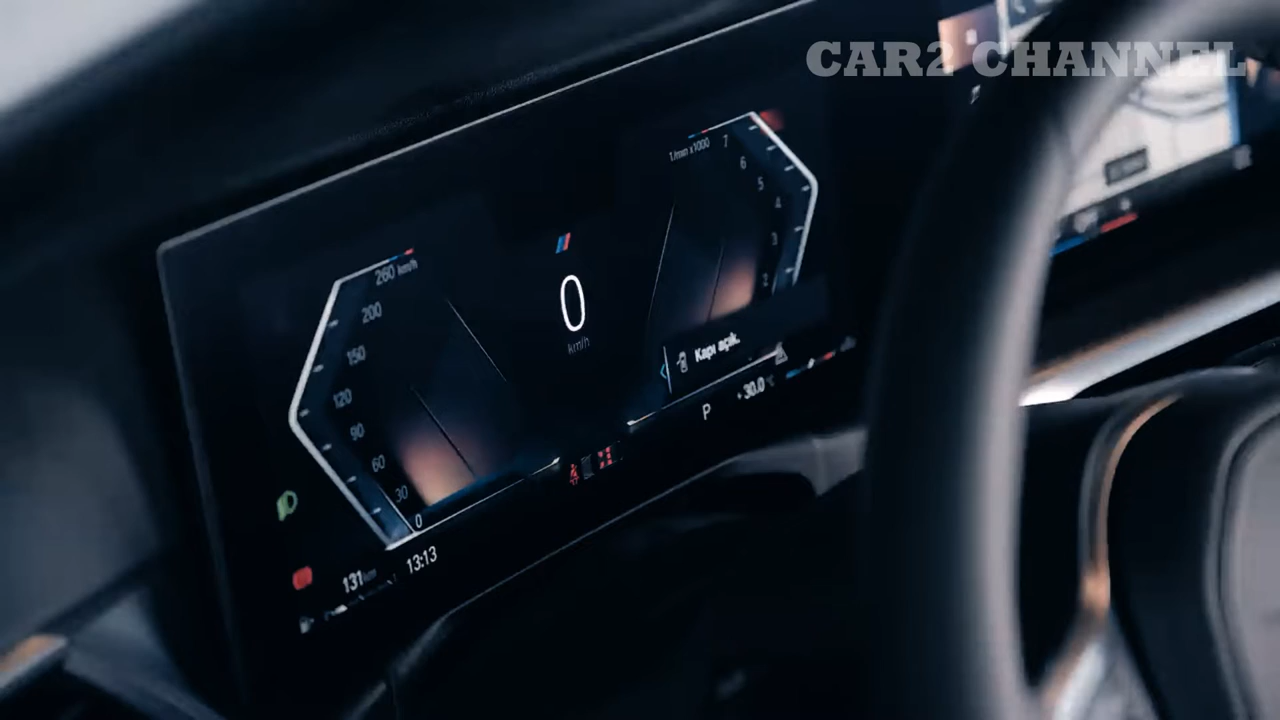 CAR2 CHANNEL
1/min x1000
7
6
5
4
3
2
260 km/h
200
150
120
90
60
30
0
0
km/h
Kapı açık.
P
+30.0°C
131 km
13:13